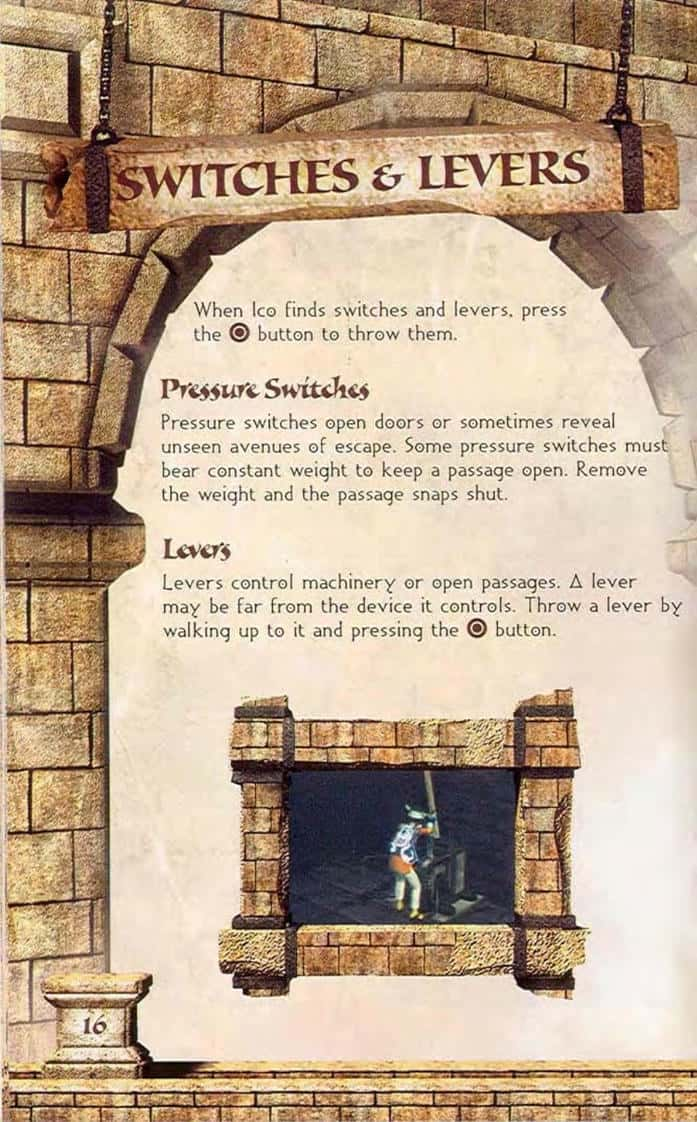 SWITCHES & LEVERS
When Ico finds switches and levers, press
the ◉ button to throw them.
Pressure Switches
Pressure switches open doors or sometimes reveal
unseen avenues of escape. Some pressure switches must
bear constant weight to keep a passage open. Remove
the weight and the passage snaps shut.
Levers
Levers control machinery or open passages. A lever
may be far from the device it controls. Throw a lever by
walking up to it and pressing the ◉ button.
16